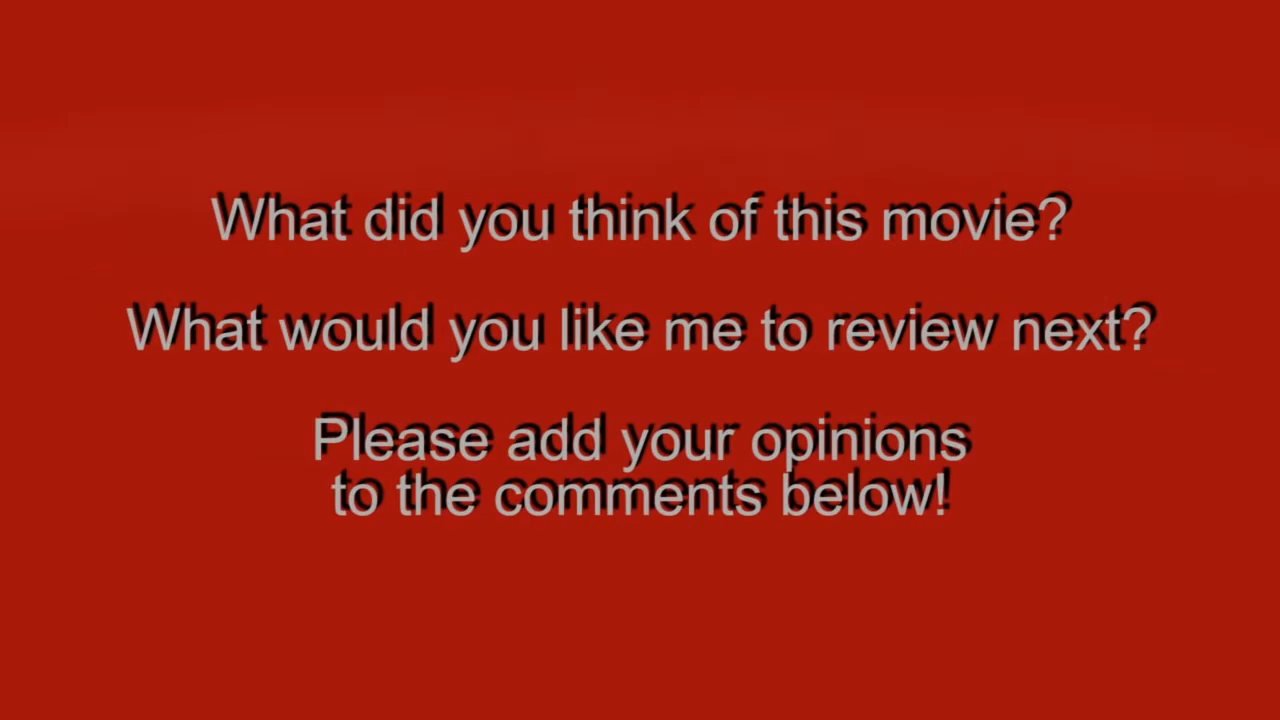 What did you think of this movie?
What would you like me to review next?
Please add your opinions
to the comments below!